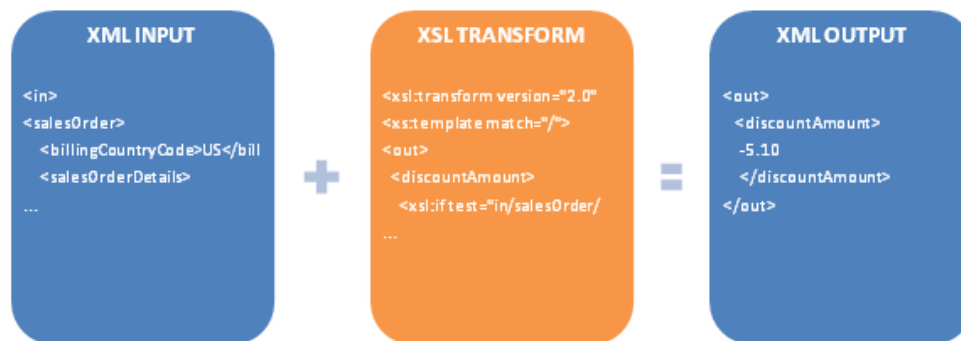 XML INPUT
<in>
<salesOrder>
<billingCountryCode>US</bill
<salesOrderDetails>
...
+
XSL TRANSFORM
<xsl:transform version="2.0"
<xs:template match="/">
<out>
<discountAmount>
<xsl:if test="in/salesOrder/
...
=
XML OUTPUT
<out>
<discountAmount>
-5.10
</discountAmount>
</out>